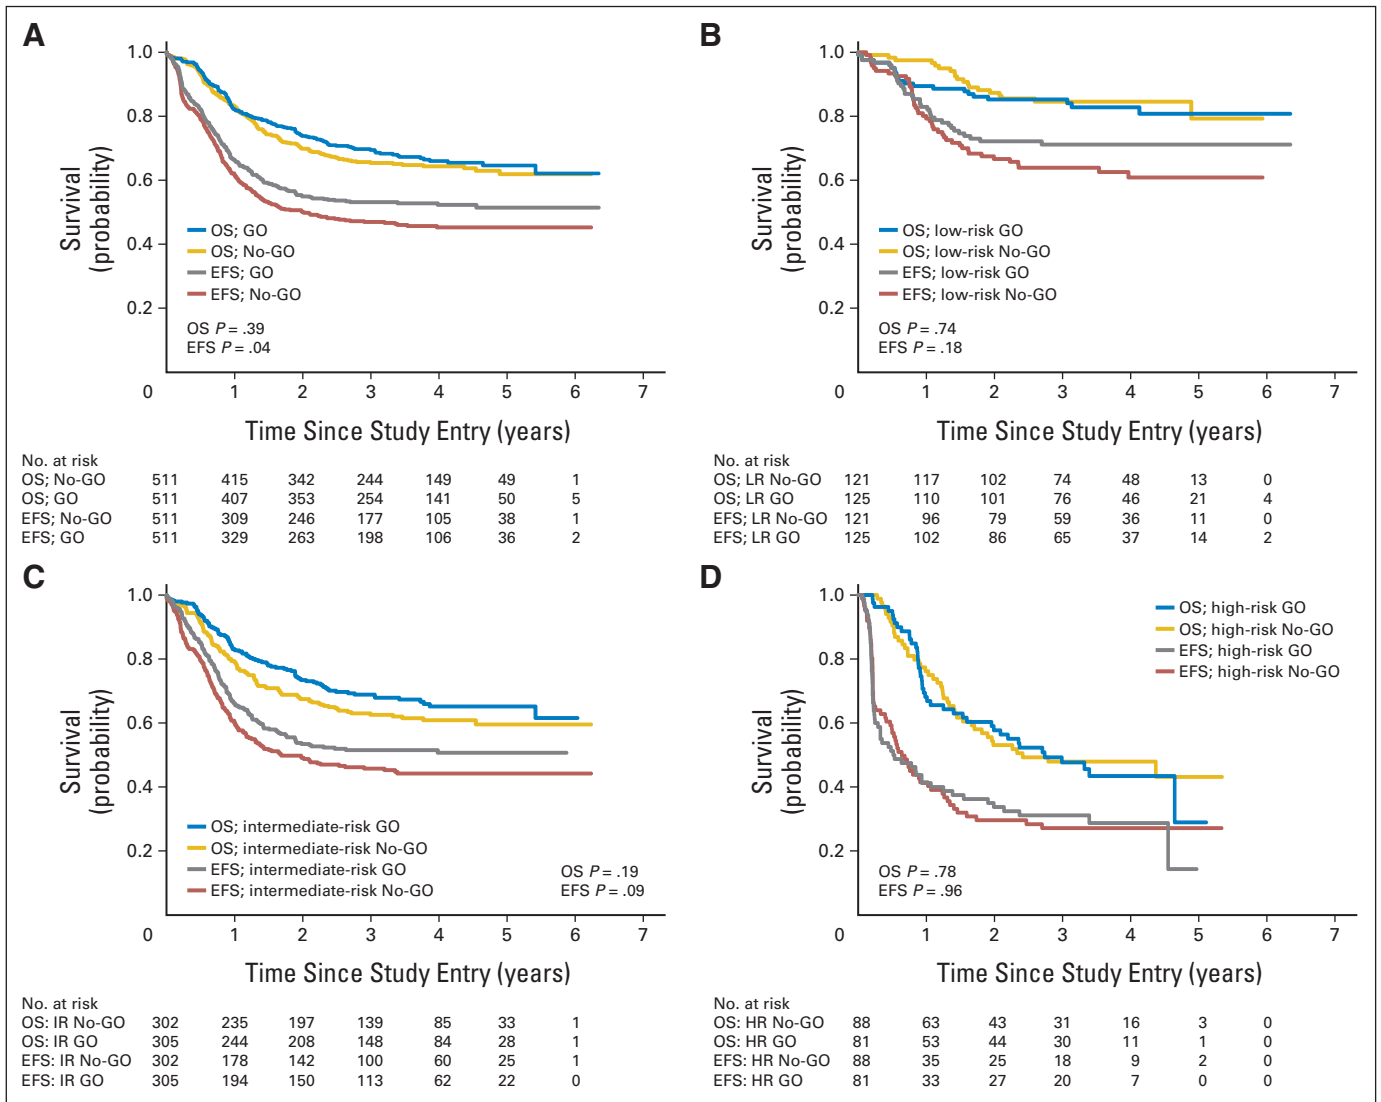 A
1.0
0.8
0.6
0.4
0.2
Survival
(probability)
OS; GO
OS; No-GO
EFS; GO
EFS; No-GO
OS P = .39
EFS P = .04
0 1 2 3 4 5 6 7
Time Since Study Entry (years)
No. at risk
OS; No-GO 511 415 342 244 149 49 1
OS; GO 511 407 353 254 141 50 5
EFS; No-GO 511 309 246 177 105 38 1
EFS; GO 511 329 263 198 106 36 2
B
1.0
0.8
0.6
0.4
0.2
Survival
(probability)
OS; low-risk GO
OS; low-risk No-GO
EFS; low-risk GO
EFS; low-risk No-GO
OS P = .74
EFS P = .18
0 1 2 3 4 5 6 7
Time Since Study Entry (years)
No. at risk
OS; LR No-GO 121 117 102 74 48 13 0
OS; LR GO 125 110 101 76 46 21 4
EFS; LR No-GO 121 96 79 59 36 11 0
EFS; LR GO 125 102 86 65 37 14 2
C
1.0
0.8
0.6
0.4
0.2
Survival
(probability)
OS; intermediate-risk GO
OS; intermediate-risk No-GO
EFS; intermediate-risk GO
EFS; intermediate-risk No-GO
OS P = .19
EFS P = .09
0 1 2 3 4 5 6 7
Time Since Study Entry (years)
No. at risk
OS: IR No-GO 302 235 197 139 85 33 1
OS: IR GO 305 244 208 148 84 28 1
EFS: IR No-GO 302 178 142 100 60 25 1
EFS: IR GO 305 194 150 113 62 22 0
D
1.0
0.8
0.6
0.4
0.2
Survival
(probability)
OS; high-risk GO
OS; high-risk No-GO
EFS; high-risk GO
EFS; high-risk No-GO
OS P = .78
EFS P = .96
0 1 2 3 4 5 6 7
Time Since Study Entry (years)
No. at risk
OS: HR No-GO 88 63 43 31 16 3 0
OS: HR GO 81 53 44 30 11 1 0
EFS: HR No-GO 88 35 25 18 9 2 0
EFS: HR GO 81 33 27 20 7 0 0